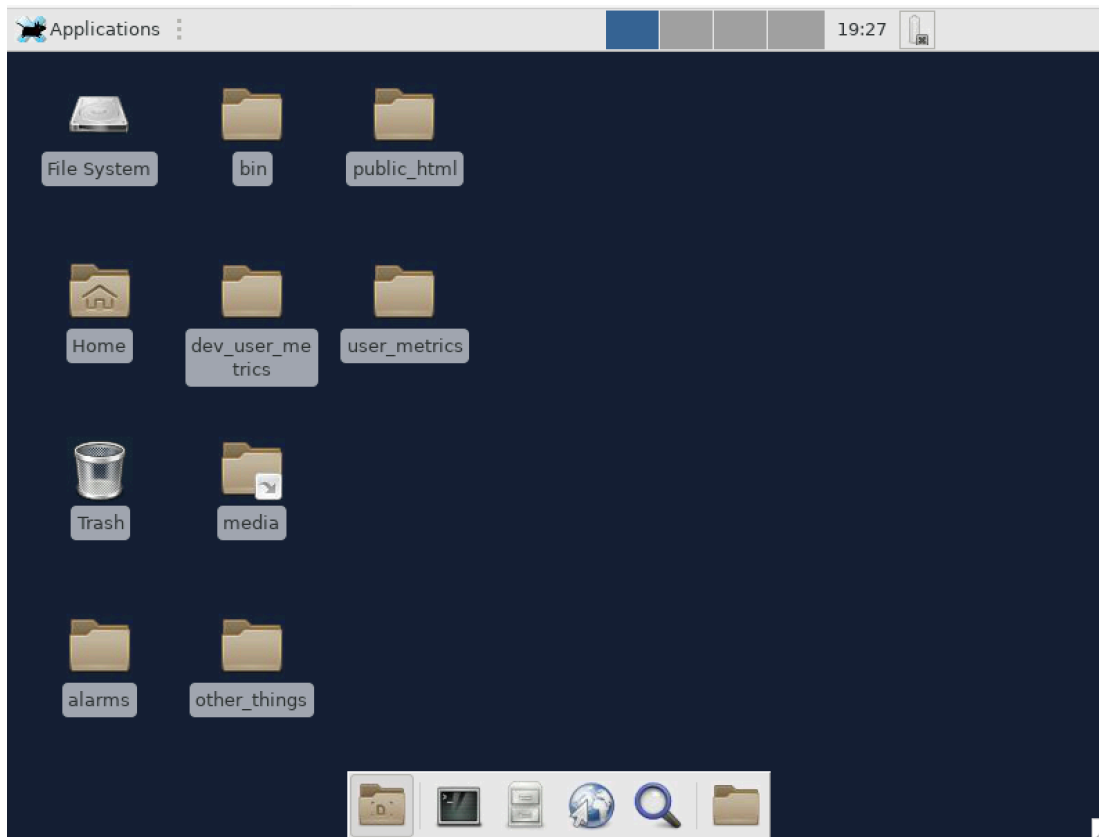 Applications
19:27
File System
bin
public_html
Home
dev_user_me
trics
user_metrics
Trash
media
alarms
other_things